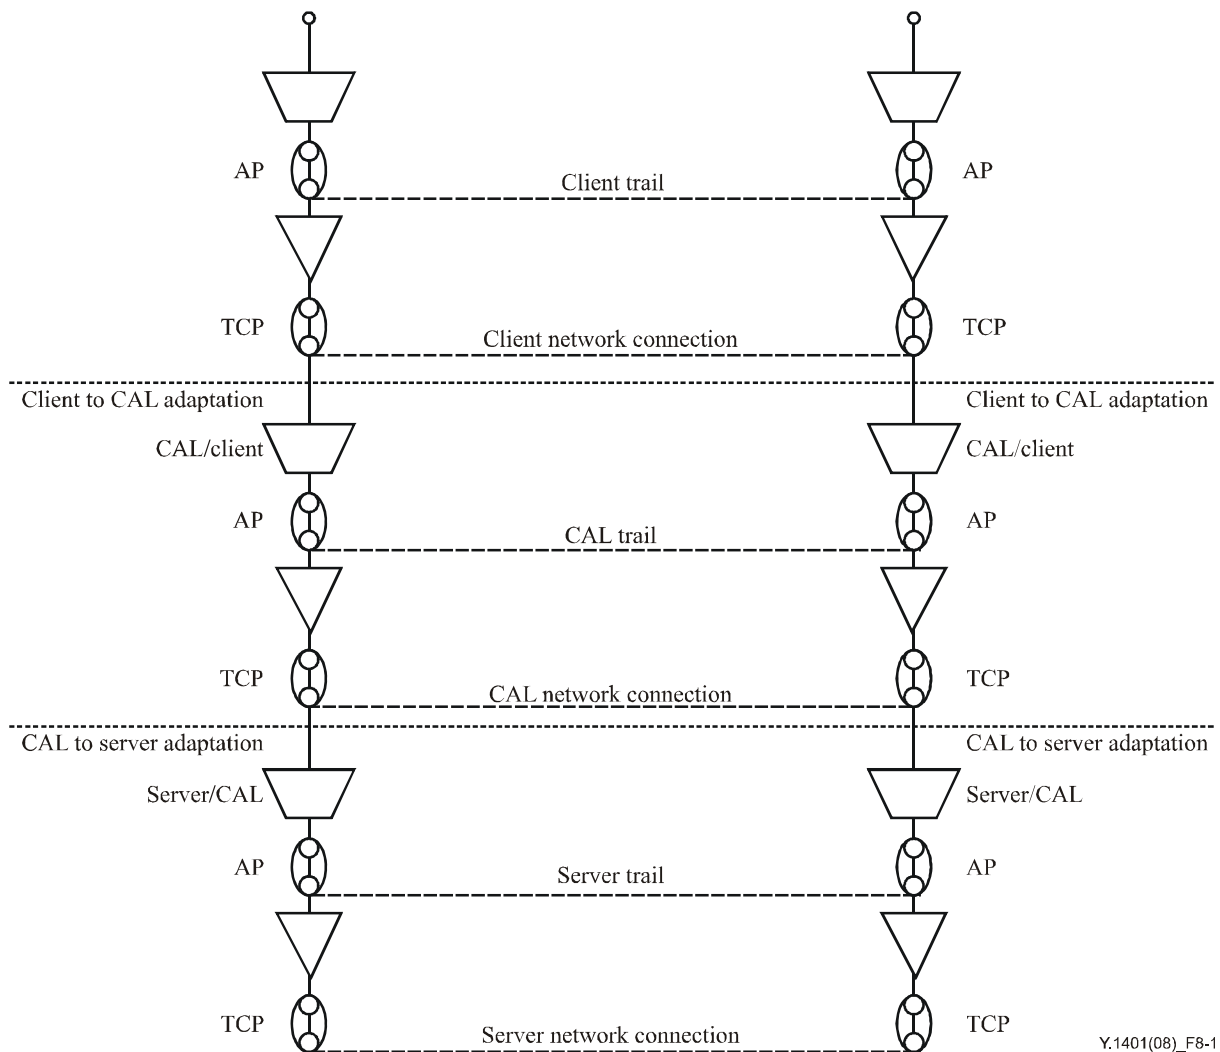 AP
Client trail
AP
TCP
Client network connection
TCP
Client to CAL adaptation
Client to CAL adaptation
CAL/client
CAL/client
AP
CAL trail
AP
TCP
CAL network connection
TCP
CAL to server adaptation
CAL to server adaptation
Server/CAL
Server/CAL
AP
Server trail
AP
TCP
Server network connection
TCP
Y.1401(08)_F8-1